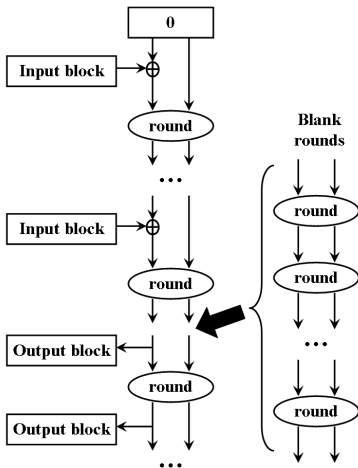 0
Input block
round
...
Input block
round
Output block
round
Output block
...
Blank
rounds
round
round
...
round